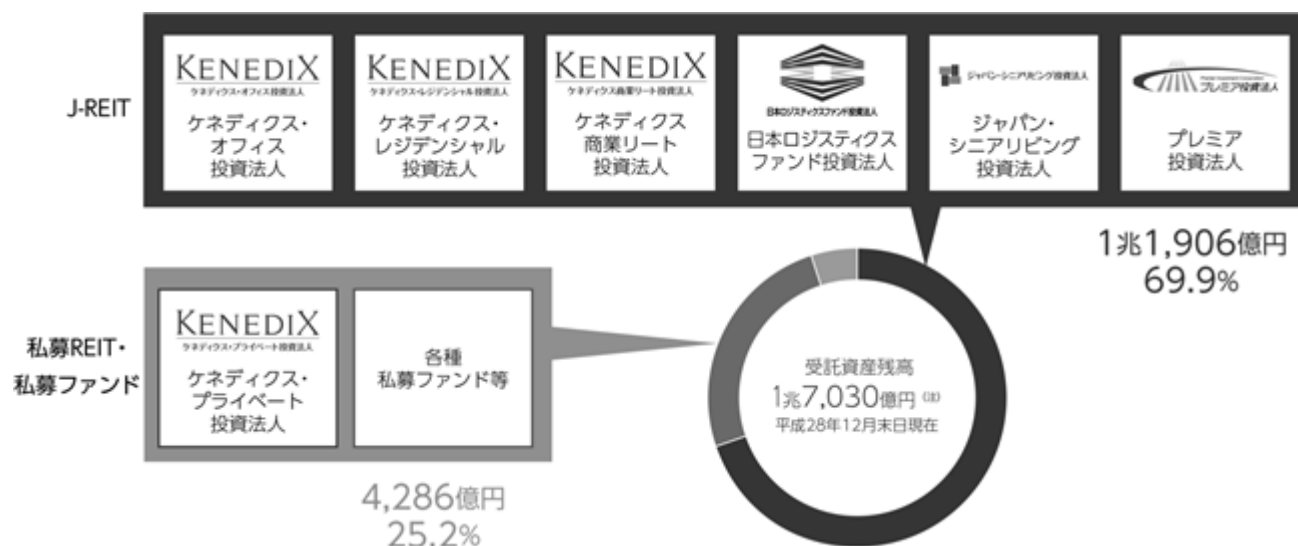 J-REIT
KENEDIX
ケネディクス・オフィス投資法人
ケネディクス・
オフィス
投資法人
KENEDIX
ケネディクス・レジデンシャル投資法人
ケネディクス・
レジデンシャル
投資法人
KENEDIX
ケネディクス商業リート投資法人
ケネディクス
商業リート
投資法人
日本ロジスティクスファンド投資法人
日本ロジスティクス
ファンド投資法人
ジャパン・シニアリビング投資法人
ジャパン・
シニアリビング
投資法人
プレミア投資法人
プレミア
投資法人
1兆1,906億円
69.9%
私募REIT・
私募ファンド
KENEDIX
ケネディクス・プライベート投資法人
ケネディクス・
プライベート
投資法人
各種
私募ファンド等
4,286億円
25.2%
受託資産残高
1兆7,030億円(注)
平成28年12月末日現在